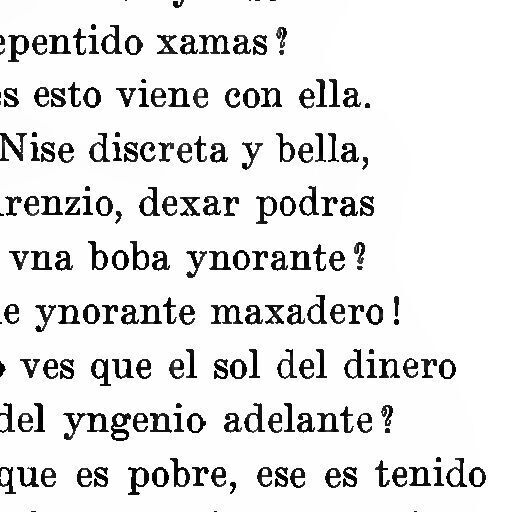 epentido xamas?
es esto viene con ella.
Nise discreta y bella,
renzio, dexar podras
vna boba ynorante?
e ynorante maxadero!
ves que el sol del dinero
del yngenio adelante?
que es pobre, ese es tenido